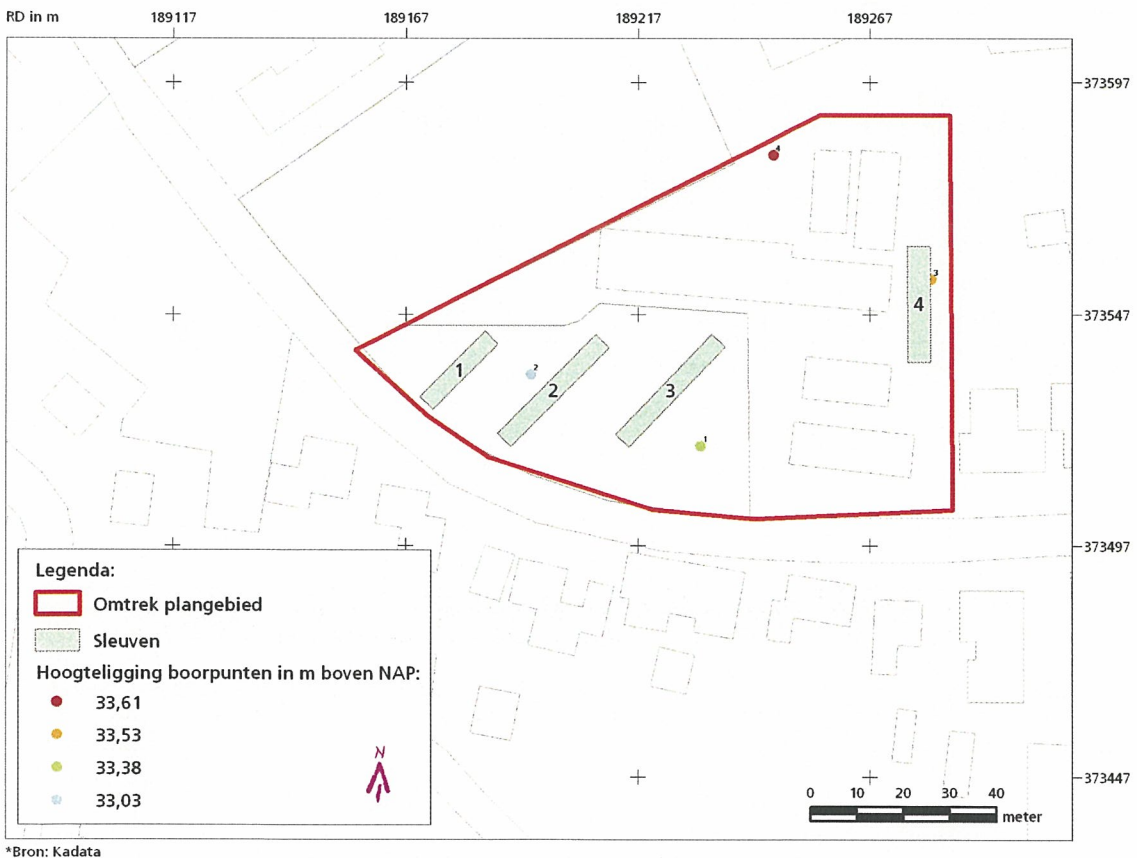 RD in m 189117 189167 189217 189267
373597
4
3
4
373547
1 2 2 3
1
373497
Legenda:
Omtrek plangebied
Sleuven
Hoogteligging boorpunten in m boven NAP:
33,61
33,53
33,38
33,03
N
373447
0 10 20 30 40
meter
*Bron: Kadata